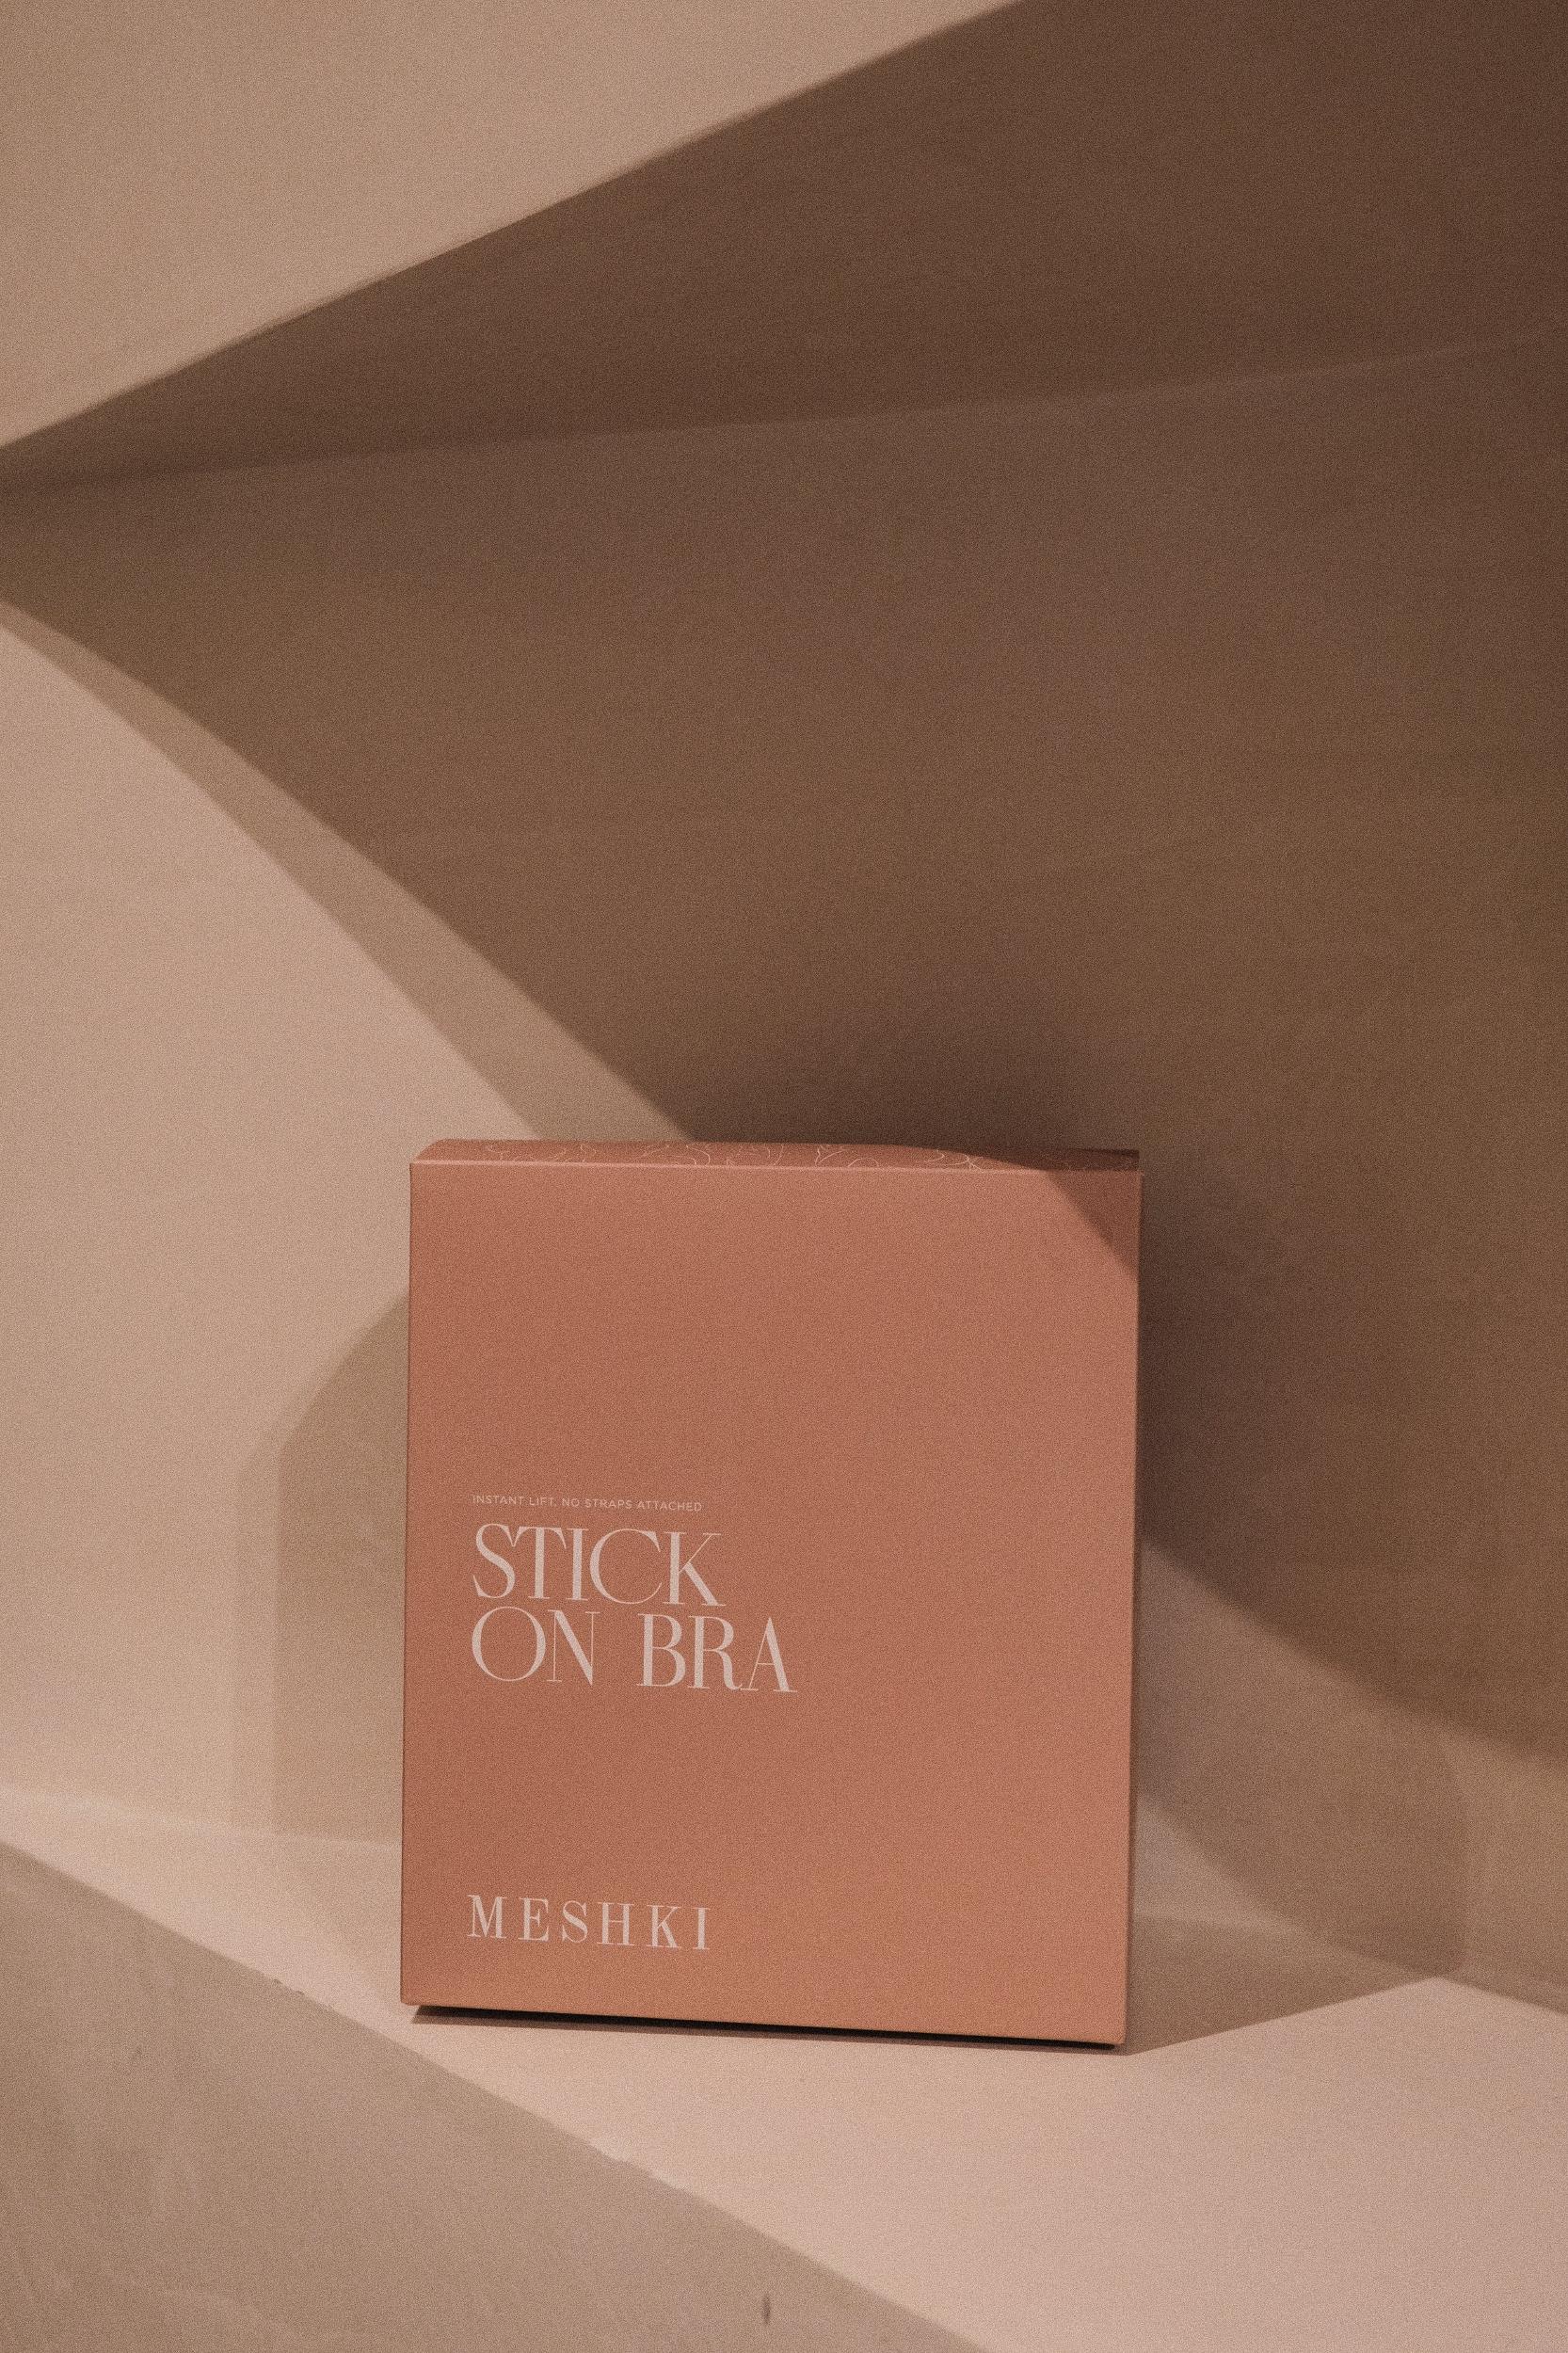 INSTANT LIFT, NO STRAPS ATTACHED
STICK
ON BRA
MESHKI